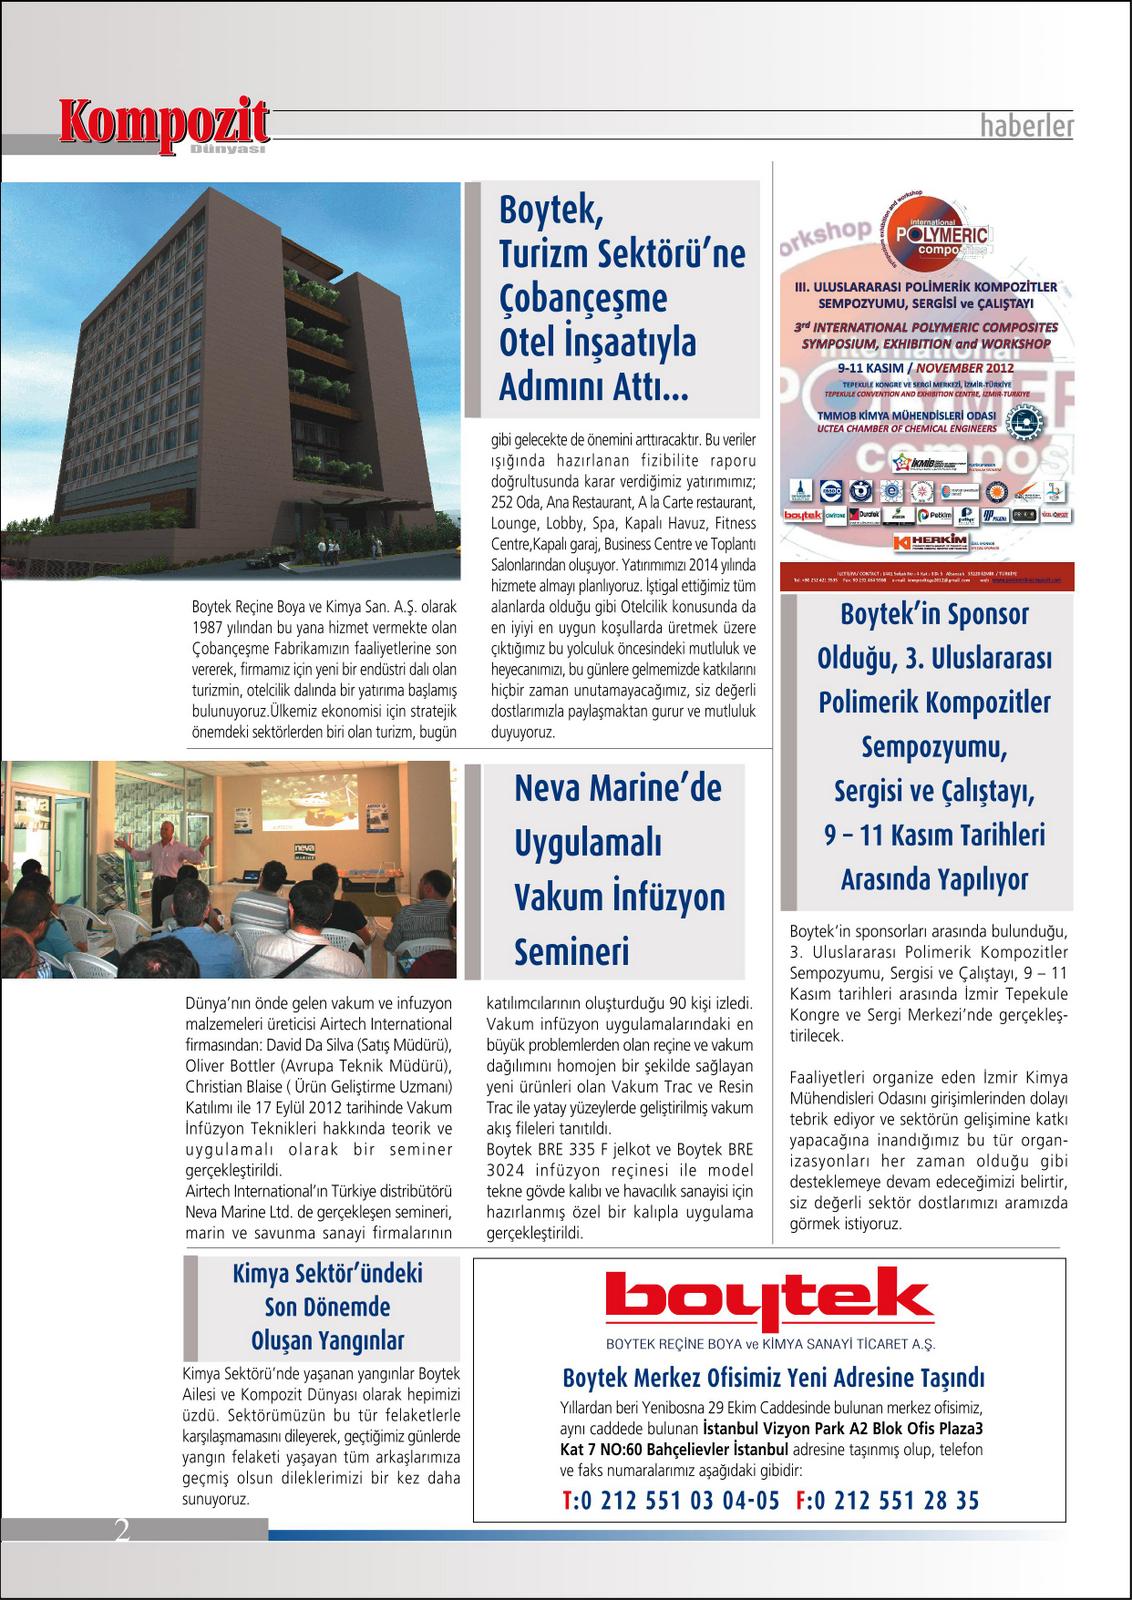 Kompozit
Dünyası
haberler
Boytek,
Turizm Sektörü'ne
Çobançeşme
Otel İnşaatıyla
Adımını Attı...
Boytek Reçine Boya ve Kimya San. A.Ş. olarak
1987 yılından bu yana hizmet vermekte olan
Çobançeşme Fabrikamızın faaliyetlerine son
vererek, firmamız için yeni bir endüstri dalı olan
turizmin, otelcilik dalında bir yatırıma başlamış
bulunuyoruz.Ülkemiz ekonomisi için stratejik
önemdeki sektörlerden biri olan turizm, bugün
gibi gelecekte de önemini arttıracaktır. Bu veriler
ışığında hazırlanan fizibilite raporu
doğrultusunda karar verdiğimiz yatırımımız;
252 Oda, Ana Restaurant, A la Carte restaurant,
Lounge, Lobby, Spa, Kapalı Havuz, Fitness
Centre,Kapalı garaj, Business Centre ve Toplantı
Salonlarından oluşuyor. Yatırımımızı 2014 yılında
hizmete almayı planlıyoruz. İştigal ettiğimiz tüm
alanlarda olduğu gibi Otelcilik konusunda da
en iyiyi en uygun koşullarda üretmek üzere
çıktığımız bu yolculuk öncesindeki mutluluk ve
heyecanımızı, bu günlere gelmemizde katkılarını
hiçbir zaman unutamayacağımız, siz değerli
dostlarımızla paylaşmaktan gurur ve mutluluk
duyuyoruz.
neva
MARINE
Neva Marine'de
Uygulamalı
Vakum İnfüzyon
Semineri
Dünya'nın önde gelen vakum ve infuzyon
malzemeleri üreticisi Airtech International
firmasından: David Da Silva (Satış Müdürü),
Oliver Bottler (Avrupa Teknik Müdürü),
Christian Blaise ( Ürün Geliştirme Uzmanı)
Katılımı ile 17 Eylül 2012 tarihinde Vakum
İnfüzyon Teknikleri hakkında teorik ve
uygulamalı olarak bir seminer
gerçekleştirildi.
Airtech International'ın Türkiye distribütörü
Neva Marine Ltd. de gerçekleşen semineri,
marin ve savunma sanayi firmalarının
katılımcılarının oluşturduğu 90 kişi izledi.
Vakum infüzyon uygulamalarındaki en
büyük problemlerden olan reçine ve vakum
dağılımını homojen bir şekilde sağlayan
yeni ürünleri olan Vakum Trac ve Resin
Trac ile yatay yüzeylerde geliştirilmiş vakum
akış fileleri tanıtıldı.
Boytek BRE 335 F jelkot ve Boytek BRE
3024 infüzyon reçinesi ile model
tekne gövde kalıbı ve havacılık sanayisi için
hazırlanmış özel bir kalıpla uygulama
gerçekleştirildi.
symposium exhibition and workshop
international
POLYMERIC
composites
orkshop
III. ULUSLARARASI POLİMERİK KOMPOZİTLER
SEMPOZYUMU, SERGİSİ ve ÇALIŞTAYI
3rd INTERNATIONAL POLYMERIC COMPOSITES
SYMPOSIUM, EXHIBITION and WORKSHOP
9-11 KASIM / NOVEMBER 2012
TEPEKULE KONGRE VE SERGİ MERKEZİ, İZMİR-TÜRKİYE
TEPEKULE CONVENTION AND EXHIBITION CENTRE, IZMIR-TURKIYE
TMMOB KİMYA MÜHENDİSLERİ ODASI
UCTEA CHAMBER OF CHEMICAL ENGINEERS
İKMİB
boytek
Duratek
Petkim
HERKİM
Boytek'in Sponsor
Olduğu, 3. Uluslararası
Polimerik Kompozitler
Sempozyumu,
Sergisi ve Çalıştayı,
9 – 11 Kasım Tarihleri
Arasında Yapılıyor
Boytek'in sponsorları arasında bulunduğu,
3. Uluslararası Polimerik Kompozitler
Sempozyumu, Sergisi ve Çalıştayı, 9 – 11
Kasım tarihleri arasında İzmir Tepekule
Kongre ve Sergi Merkezi'nde gerçekleş-
tirilecek.
Faaliyetleri organize eden İzmir Kimya
Mühendisleri Odasını girişimlerinden dolayı
tebrik ediyor ve sektörün gelişimine katkı
yapacağına inandığımız bu tür organ-
izasyonları her zaman olduğu gibi
desteklemeye devam edeceğimizi belirtir,
siz değerli sektör dostlarımızı aramızda
görmek istiyoruz.
Kimya Sektör'ündeki
Son Dönemde
Oluşan Yangınlar
Kimya Sektörü'nde yaşanan yangınlar Boytek
Ailesi ve Kompozit Dünyası olarak hepimizi
üzdü. Sektörümüzün bu tür felaketlerle
karşılaşmamasını dileyerek, geçtiğimiz günlerde
yangın felaketi yaşayan tüm arkaşlarımıza
geçmiş olsun dileklerimizi bir kez daha
sunuyoruz.
boytek
BOYTEK REÇİNE BOYA ve KİMYA SANAYİ TİCARET A.Ş.
Boytek Merkez Ofisimiz Yeni Adresine Taşındı
Yıllardan beri Yenibosna 29 Ekim Caddesinde bulunan merkez ofisimiz,
aynı caddede bulunan İstanbul Vizyon Park A2 Blok Ofis Plaza3
Kat 7 NO:60 Bahçelievler İstanbul adresine taşınmış olup, telefon
ve faks numaralarımız aşağıdaki gibidir:
T:0 212 551 03 04-05 F:0 212 551 28 35
2